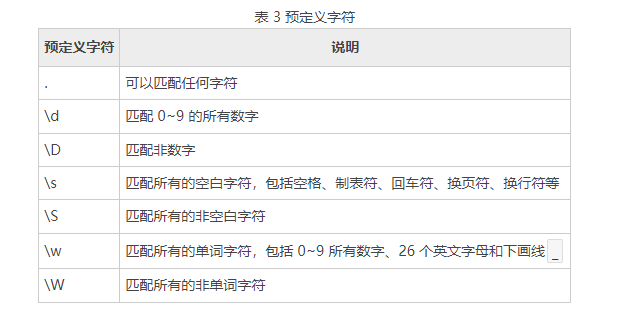 表 3 预定义字符
预定义字符 说明
. 可以匹配任何字符
\d 匹配 0~9 的所有数字
\D 匹配非数字
\s 匹配所有的空白字符，包括空格、制表符、回车符、换页符、换行符等
\S 匹配所有的非空白字符
\w 匹配所有的单词字符，包括 0~9 所有数字、26 个英文字母和下画线 _
\W 匹配所有的非单词字符